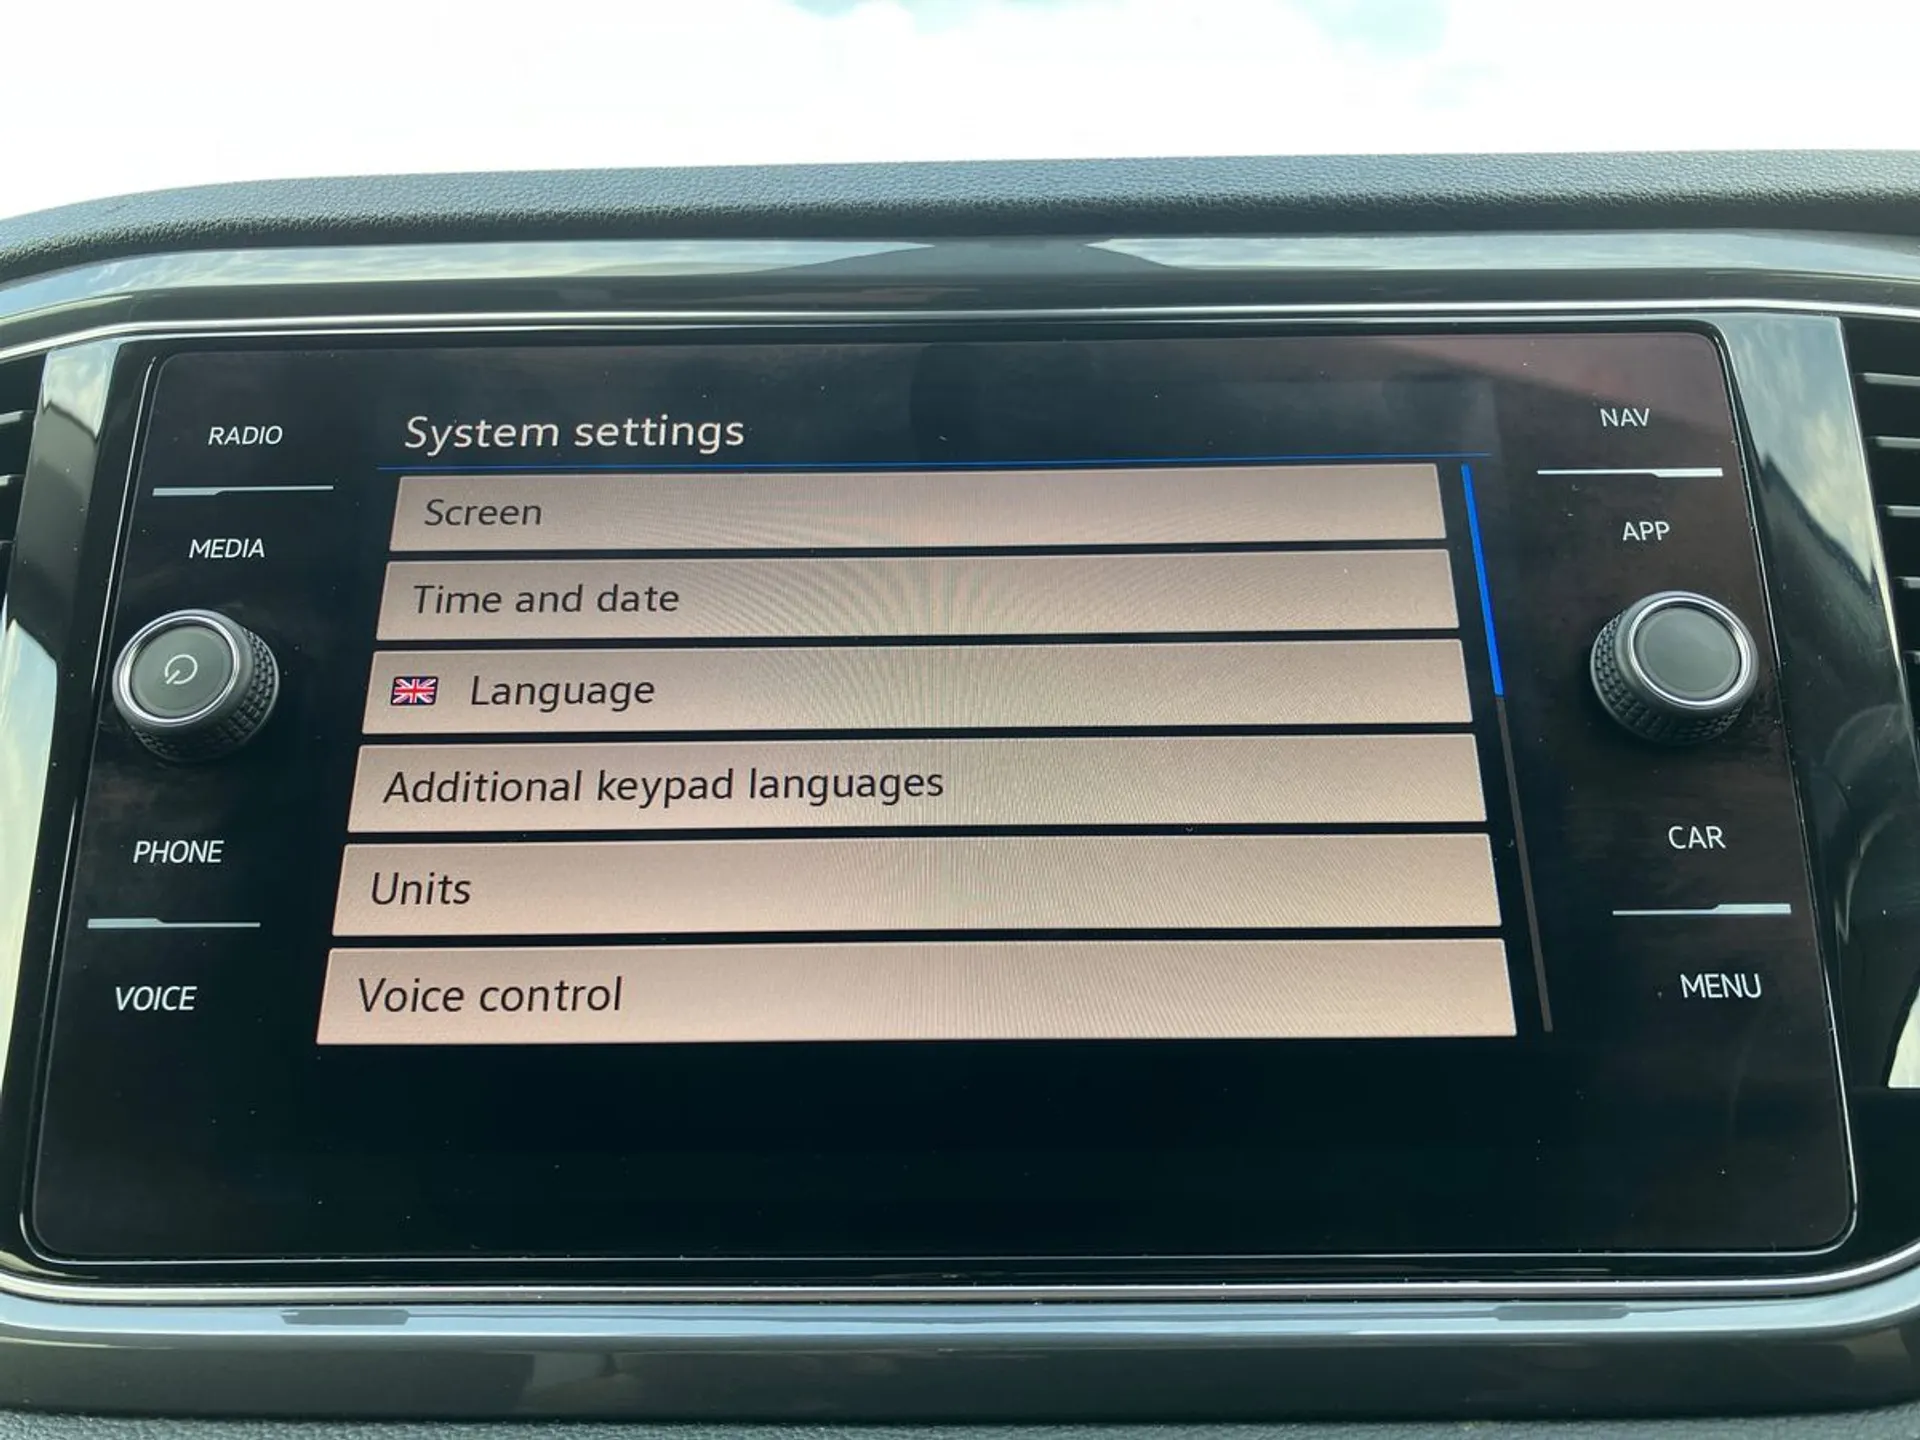 System settings
Screen
Time and date
Language
Additional keypad languages
Units
Voice control
RADIO
MEDIA
PHONE
VOICE
NAV
APP
CAR
MENU